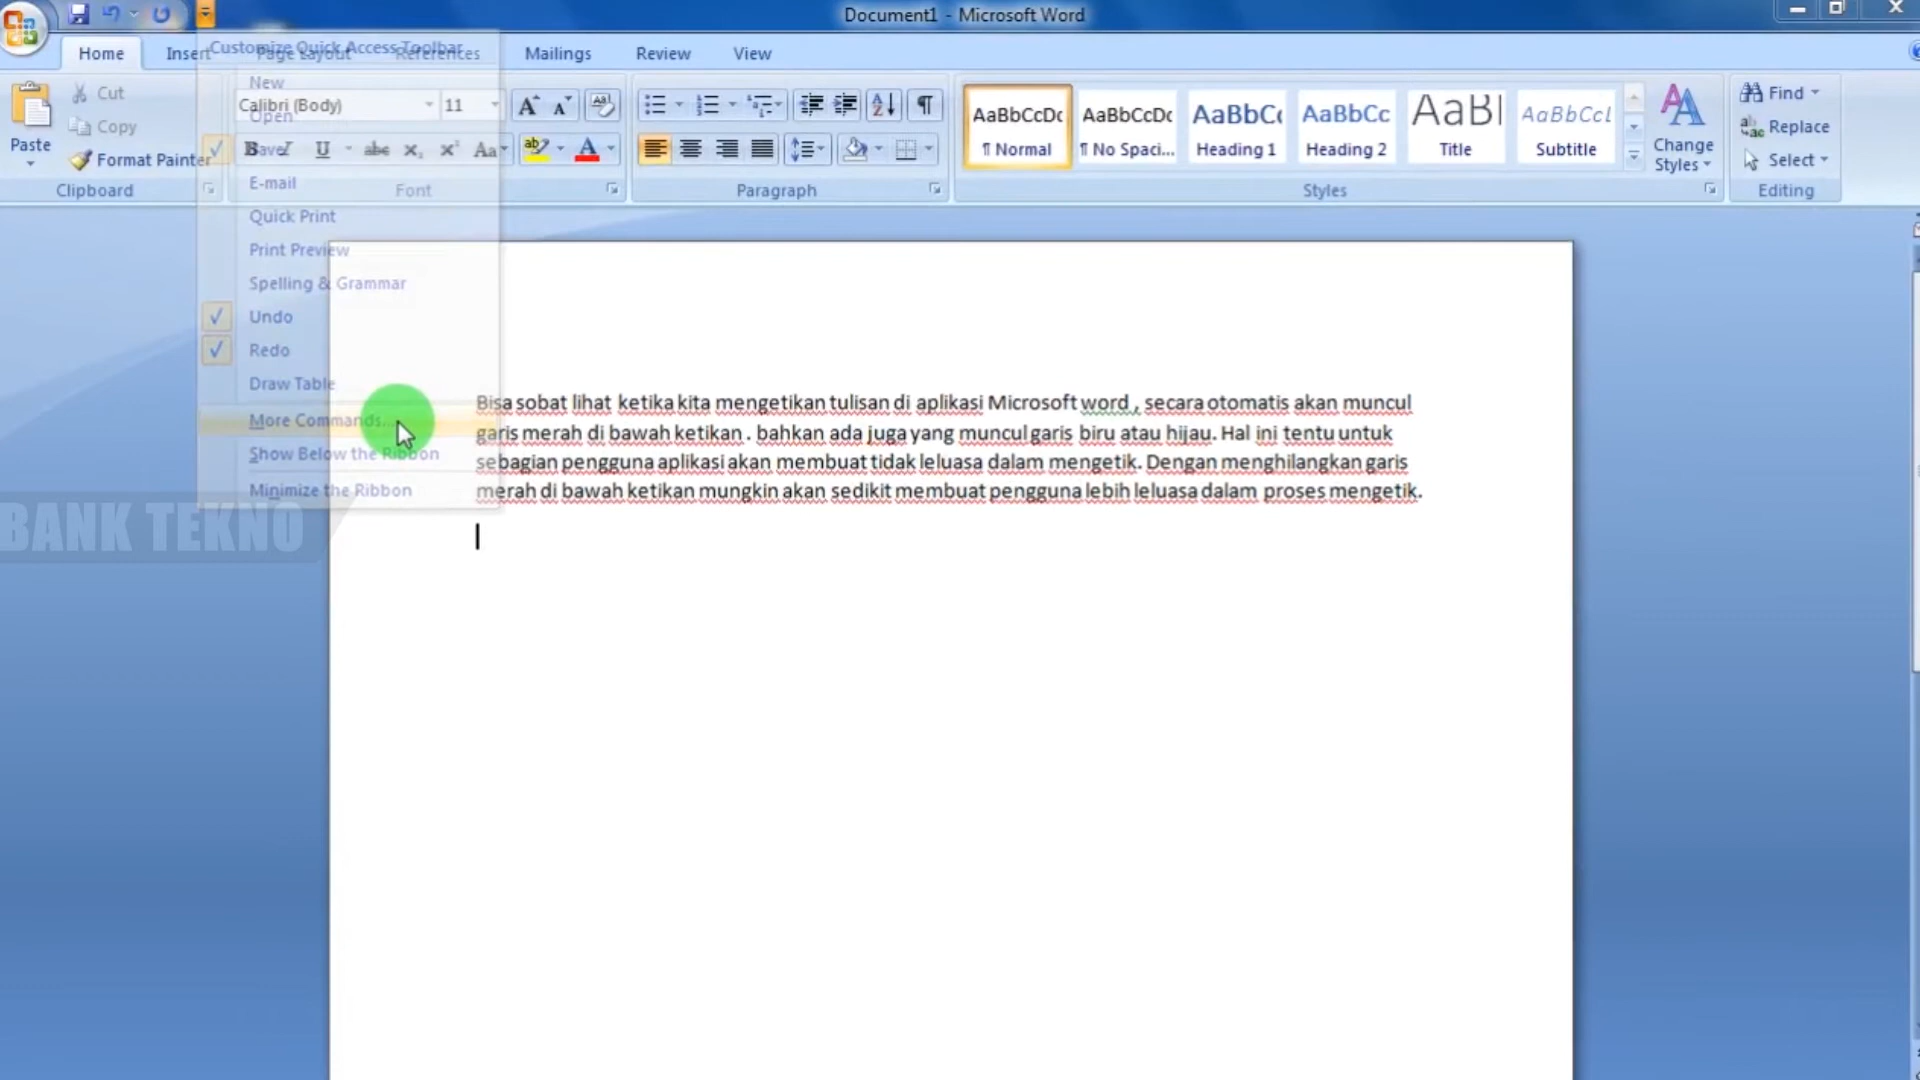 Document1 - Microsoft Word
Home
Insert
Page Layout
References
Mailings
Review
View
Customize Quick Access Toolbar
New
Open
Save
E-mail
Quick Print
Print Preview
Spelling & Grammar
Undo
Redo
Draw Table
More Commands...
Show Below the Ribbon
Minimize the Ribbon
Paste
Cut
Copy
Format Painter
Clipboard
Calibri (Body)
11
Font
Paragraph
AaBbCcDc
¶ Normal
AaBbCcDc
¶ No Spaci...
AaBbCc
Heading 1
AaBbCc
Heading 2
AaBl
Title
AaBbCcL
Subtitle
Change
Styles
Styles
Find
Replace
Select
Editing
Bisa sobat lihat ketika kita mengetikan tulisan di aplikasi Microsoft word , secara otomatis akan muncul
garis merah di bawah ketikan . bahkan ada juga yang muncul garis biru atau hijau. Hal ini tentu untuk
sebagian pengguna aplikasi akan membuat tidak leluasa dalam mengetik. Dengan menghilangkan garis
merah di bawah ketikan mungkin akan sedikit membuat pengguna lebih leluasa dalam proses mengetik.
BANK TEKNO